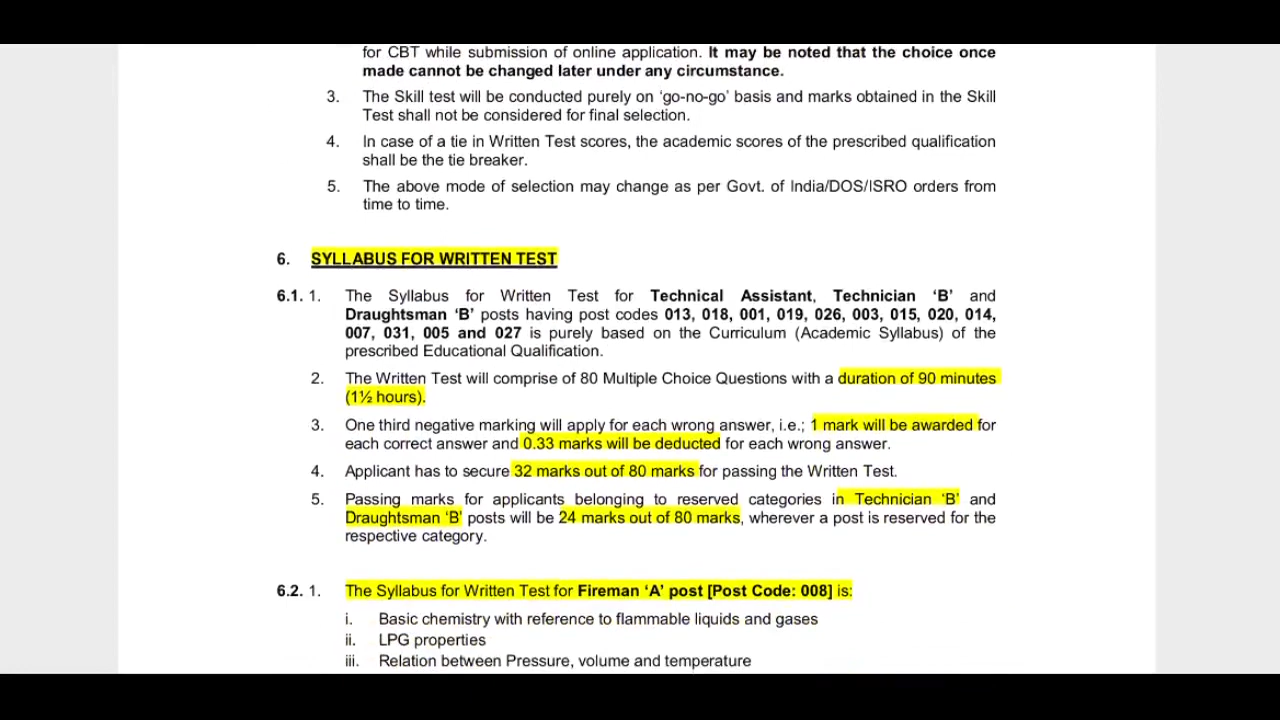 for CBT while submission of online application. It may be noted that the choice once
made cannot be changed later under any circumstance.
3. The Skill test will be conducted purely on ‘go-no-go’ basis and marks obtained in the Skill
Test shall not be considered for final selection.
4. In case of a tie in Written Test scores, the academic scores of the prescribed qualification
shall be the tie breaker.
5. The above mode of selection may change as per Govt. of India/DOS/ISRO orders from
time to time.
6. SYLLABUS FOR WRITTEN TEST
6.1. 1. The Syllabus for Written Test for Technical Assistant, Technician ‘B’ and
Draughtsman ‘B’ posts having post codes 013, 018, 001, 019, 026, 003, 015, 020, 014,
007, 031, 005 and 027 is purely based on the Curriculum (Academic Syllabus) of the
prescribed Educational Qualification.
2. The Written Test will comprise of 80 Multiple Choice Questions with a duration of 90 minutes
(1½ hours).
3. One third negative marking will apply for each wrong answer, i.e.; 1 mark will be awarded for
each correct answer and 0.33 marks will be deducted for each wrong answer.
4. Applicant has to secure 32 marks out of 80 marks for passing the Written Test.
5. Passing marks for applicants belonging to reserved categories in Technician ‘B’ and
Draughtsman ‘B’ posts will be 24 marks out of 80 marks, wherever a post is reserved for the
respective category.
6.2. 1. The Syllabus for Written Test for Fireman ‘A’ post [Post Code: 008] is:
i. Basic chemistry with reference to flammable liquids and gases
ii. LPG properties
iii. Relation between Pressure, volume and temperature